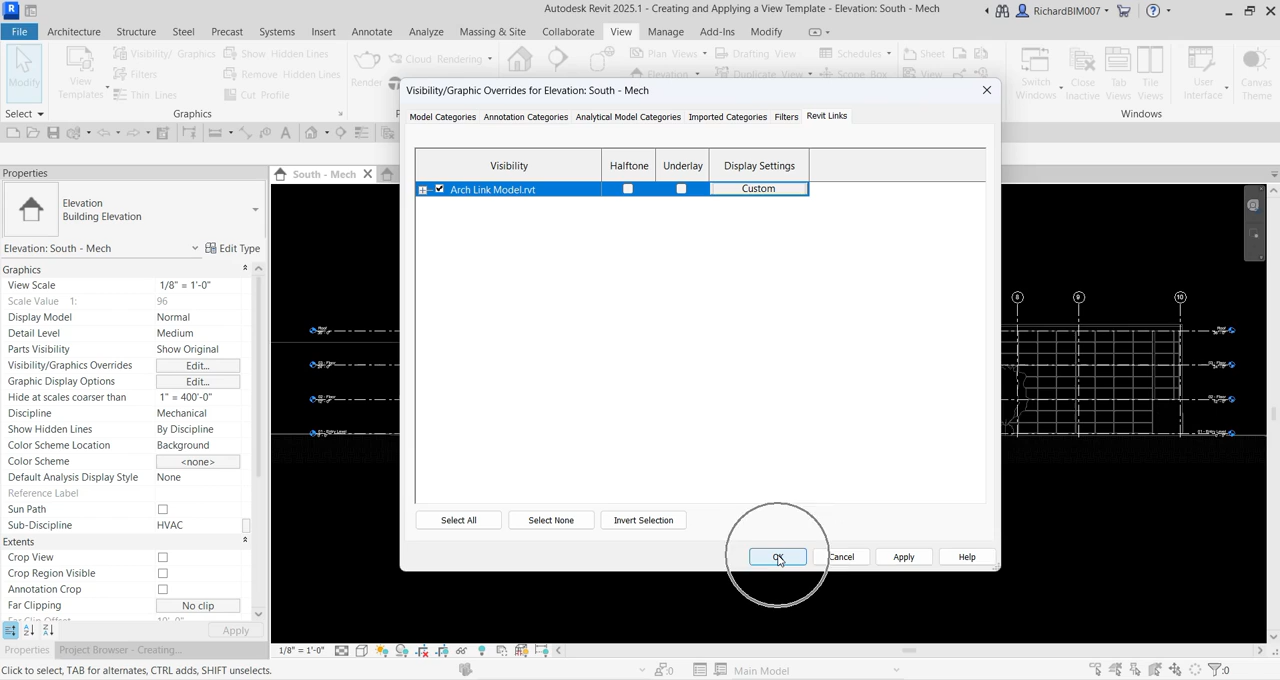 Autodesk Revit 2025.1 - Creating and Applying a View Template - Elevation: South - Mech
RichardBIM007
File Architecture Structure Steel Precast Systems Insert Annotate Analyze Massing & Site Collaborate View Manage Add-Ins Modify
Modify
View Templates
Visibility/ Graphics
Filters
Thin Lines
Show Hidden Lines
Remove Hidden Lines
Cut Profile
Render
Cloud Rendering
Plan Views
Elevation
Drafting View
Duplicate View
Scope Box
Schedules
Sheet
View
Switch Windows
Close Inactive
Tab Views
Tile Views
User Interface
Canvas Theme
Select
Graphics
Windows
Properties
South - Mech
Elevation
Building Elevation
Elevation: South - Mech
Edit Type
Graphics
View Scale 1/8" = 1'-0"
Scale Value 1: 96
Display Model Normal
Detail Level Medium
Parts Visibility Show Original
Visibility/Graphics Overrides Edit...
Graphic Display Options Edit...
Hide at scales coarser than 1" = 400'-0"
Discipline Mechanical
Show Hidden Lines By Discipline
Color Scheme Location Background
Color Scheme <none>
Default Analysis Display Style None
Reference Label
Sun Path
Sub-Discipline HVAC
Extents
Crop View
Crop Region Visible
Annotation Crop
Far Clipping No clip
Far Clip Offset 10'-0"
Apply
Properties Project Browser - Creating...
Visibility/Graphic Overrides for Elevation: South - Mech
Model Categories Annotation Categories Analytical Model Categories Imported Categories Filters Revit Links
Visibility Halftone Underlay Display Settings
Arch Link Model.rvt Custom
Select All Select None Invert Selection
OK Cancel Apply Help
8 9 10
1/8" = 1'-0"
Click to select, TAB for alternates, CTRL adds, SHIFT unselects.
:0
Main Model
:0